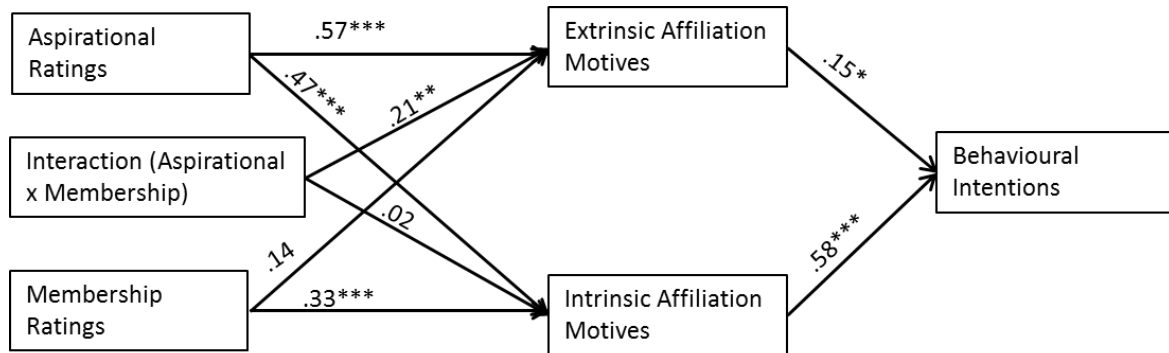 Aspirational
Ratings
.57***
Extrinsic Affiliation
Motives
.47***
.21**
.15*
Interaction (Aspirational
x Membership)
Behavioural
Intentions
.02
.14
.58***
Membership
Ratings
.33***
Intrinsic Affiliation
Motives